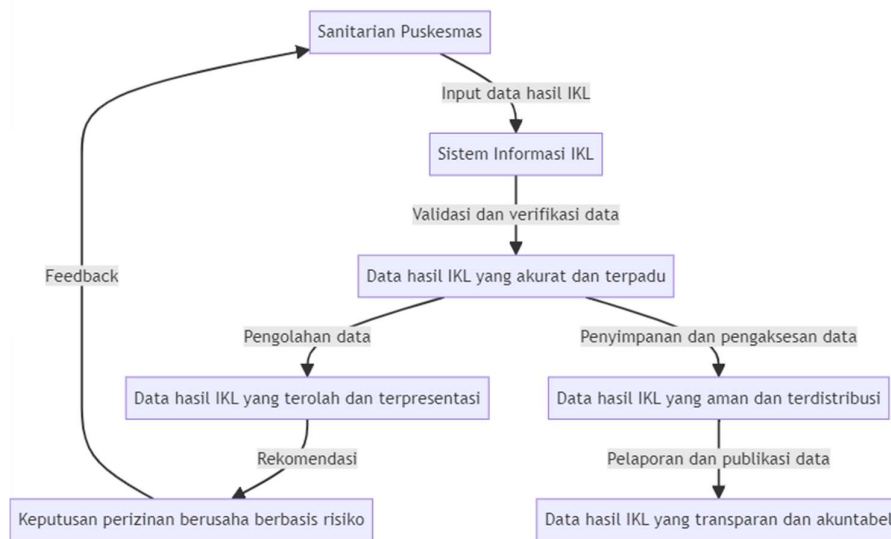 Sanitarian Puskesmas
Input data hasil IKL
Sistem Informasi IKL
Validasi dan verifikasi data
Feedback
Data hasil IKL yang akurat dan terpadu
Pengolahan data
Penyimpanan dan pengaksesan data
Data hasil IKL yang terolah dan terpresentasi
Data hasil IKL yang aman dan terdistribusi
Rekomendasi
Pelaporan dan publikasi data
Keputusan perizinan berusaha berbasis risiko
Data hasil IKL yang transparan dan akuntabel